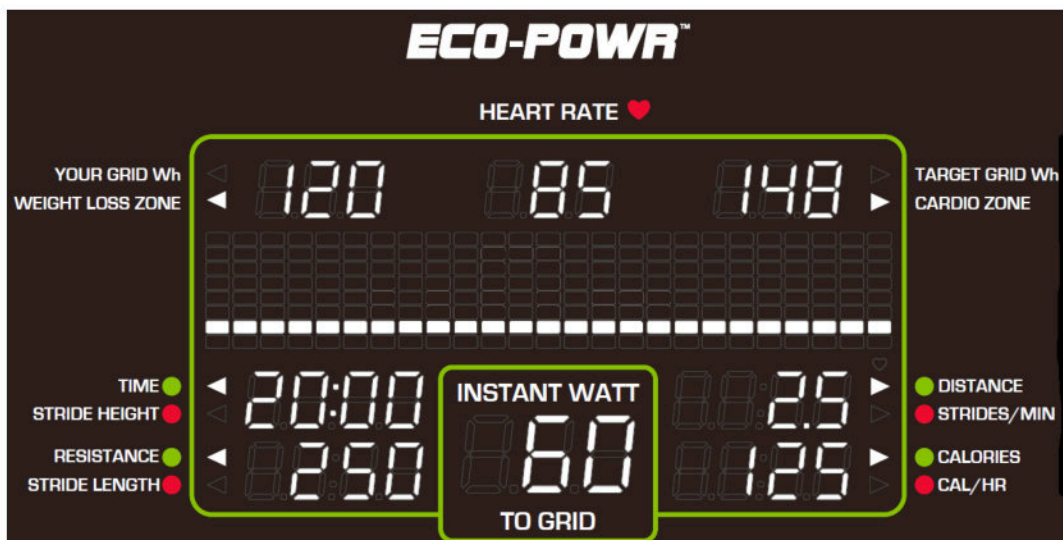 ECO-POWR™
HEART RATE
YOUR GRID Wh 120 85 148 TARGET GRID Wh
WEIGHT LOSS ZONE CARDIO ZONE
TIME 20:00 INSTANT WATT 2.5 DISTANCE
STRIDE HEIGHT 60 STRIDES/MIN
RESISTANCE 250 125 CALORIES
STRIDE LENGTH CAL/HR
TO GRID